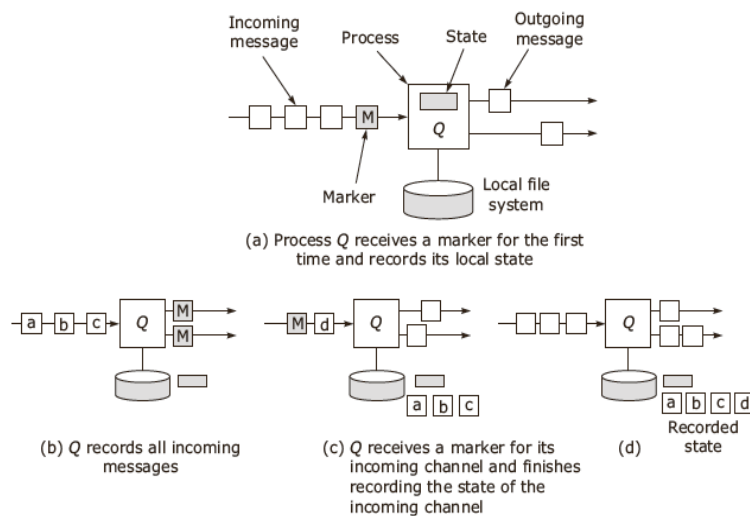 Incoming
message
Process
State
Outgoing
message
M
Q
Marker
Local file
system
(a) Process Q receives a marker for the first
time and records its local state
a b c Q M
M
M d Q
a b c
Q
a b c d
(b) Q records all incoming
messages
(c) Q receives a marker for its
incoming channel and finishes
recording the state of the
incoming channel
(d)
Recorded
state